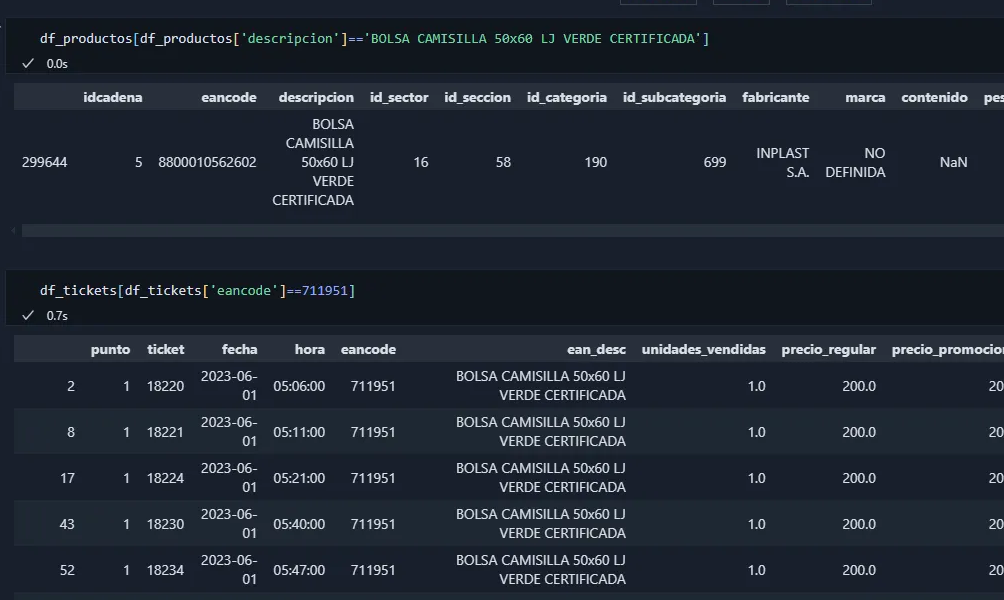 df_productos[df_productos['descripcion']=='BOLSA CAMISILLA 50x60 LJ VERDE CERTIFICADA']
0.0s
idcadena eancode descripcion id_sector id_seccion id_categoria id_subcategoria fabricante marca contenido pes
299644 5 8800010562602 BOLSA CAMISILLA 50x60 LJ VERDE CERTIFICADA 16 58 190 699 INPLAST S.A. NO DEFINIDA NaN
df_tickets[df_tickets['eancode']==711951]
0.7s
punto ticket fecha hora eancode ean_desc unidades_vendidas precio_regular precio_promocion
2 1 18220 2023-06-01 05:06:00 711951 BOLSA CAMISILLA 50x60 LJ VERDE CERTIFICADA 1.0 200.0 20
8 1 18221 2023-06-01 05:11:00 711951 BOLSA CAMISILLA 50x60 LJ VERDE CERTIFICADA 1.0 200.0 20
17 1 18224 2023-06-01 05:21:00 711951 BOLSA CAMISILLA 50x60 LJ VERDE CERTIFICADA 1.0 200.0 20
43 1 18230 2023-06-01 05:40:00 711951 BOLSA CAMISILLA 50x60 LJ VERDE CERTIFICADA 1.0 200.0 20
52 1 18234 2023-06-01 05:47:00 711951 BOLSA CAMISILLA 50x60 LJ VERDE CERTIFICADA 1.0 200.0 20